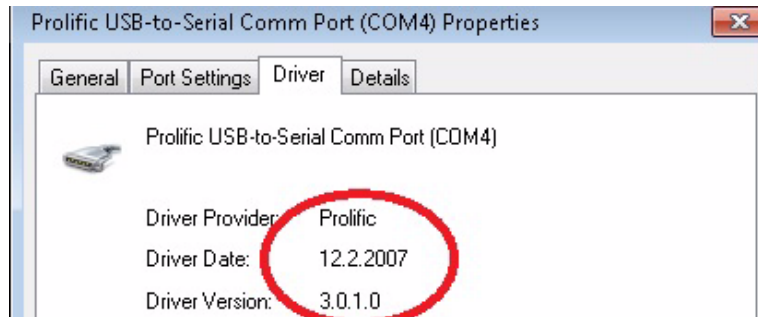 Prolific USB-to-Serial Comm Port (COM4) Properties
General Port Settings Driver Details
Prolific USB-to-Serial Comm Port (COM4)
Driver Provider: Prolific
Driver Date: 12.2.2007
Driver Version: 3.0.1.0